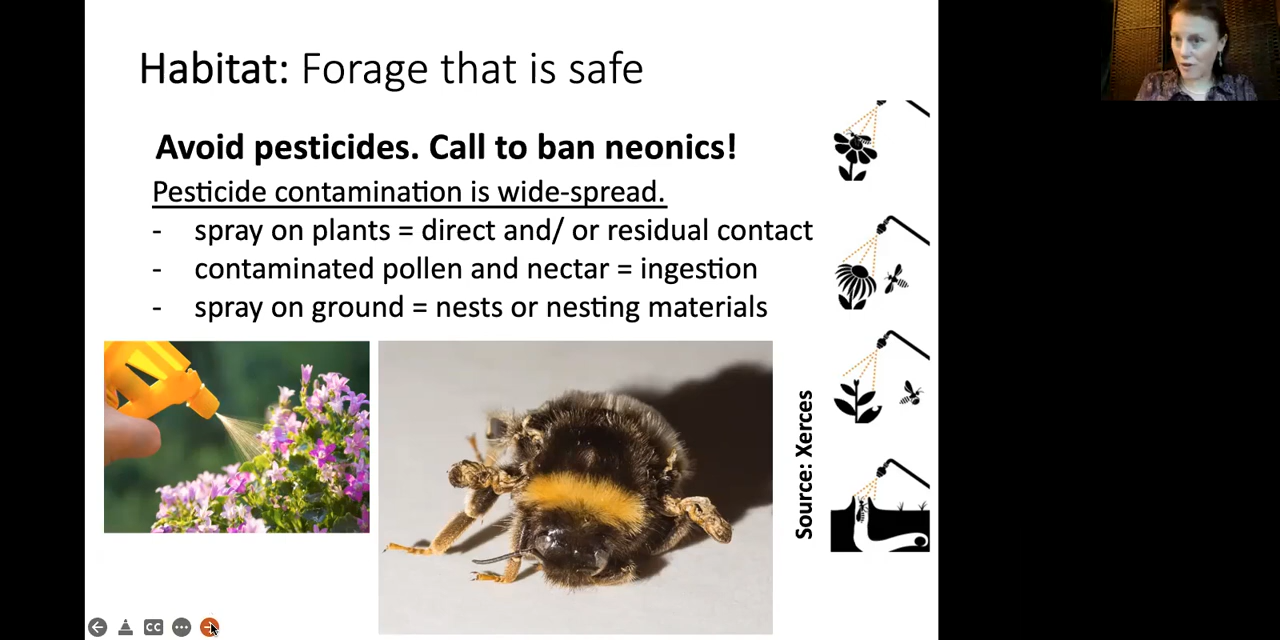 Habitat: Forage that is safe
Avoid pesticides. Call to ban neonics!
Pesticide contamination is wide-spread.
- spray on plants = direct and/ or residual contact
- contaminated pollen and nectar = ingestion
- spray on ground = nests or nesting materials
Source: Xerces
CC